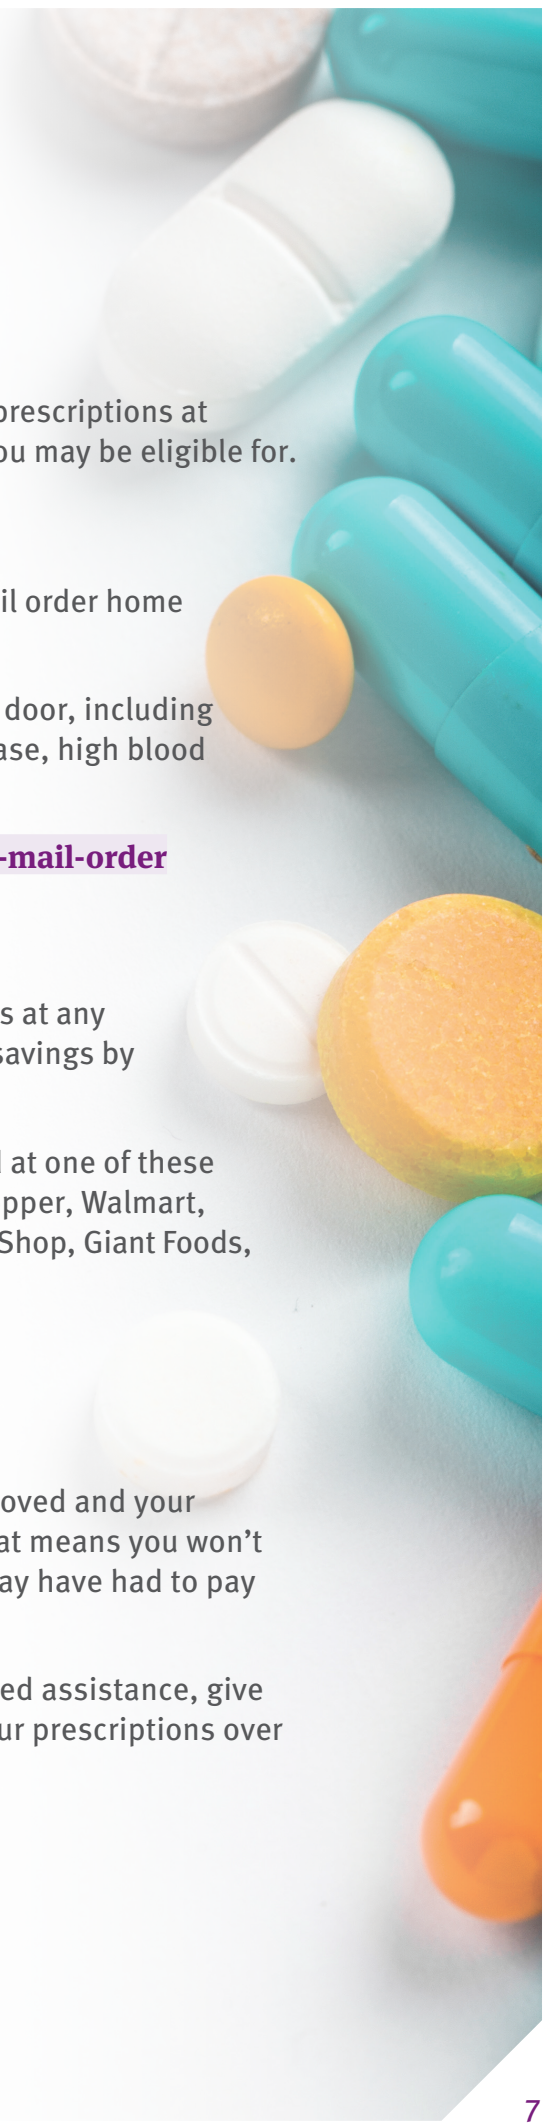 prescriptions at
ou may be eligible for.
il order home
door, including
ase, high blood
-mail-order
s at any
savings by
l at one of these
pper, Walmart,
Shop, Giant Foods,
oved and your
at means you won’t
ay have had to pay
ed assistance, give
ur prescriptions over
7